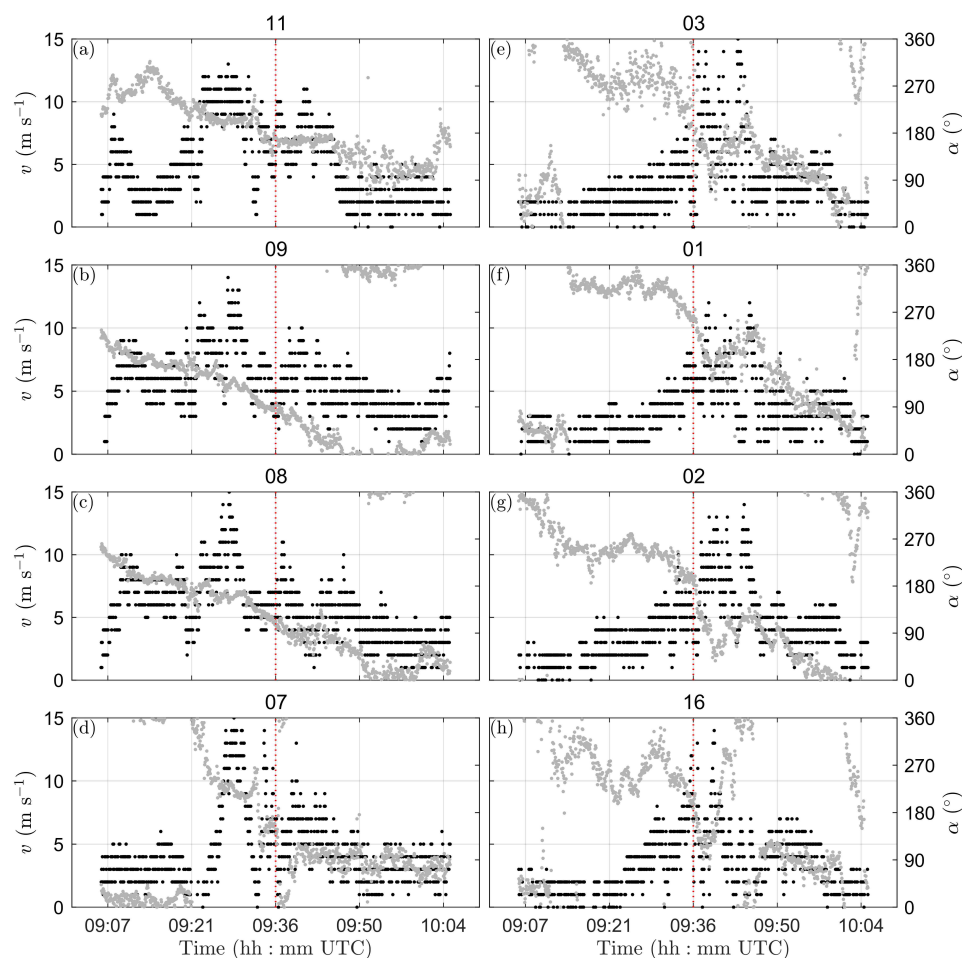 11 03
(a) (e)
15 360
10 270
5 180
90
0 0
v (m s⁻¹) α (°)
09 01
(b) (f)
15 360
10 270
5 180
90
0 0
v (m s⁻¹) α (°)
08 02
(c) (g)
15 360
10 270
5 180
90
0 0
v (m s⁻¹) α (°)
07 16
(d) (h)
15 360
10 270
5 180
90
0 0
v (m s⁻¹) α (°)
09:07 09:21 09:36 09:50 10:04 09:07 09:21 09:36 09:50 10:04
Time (hh : mm UTC) Time (hh : mm UTC)